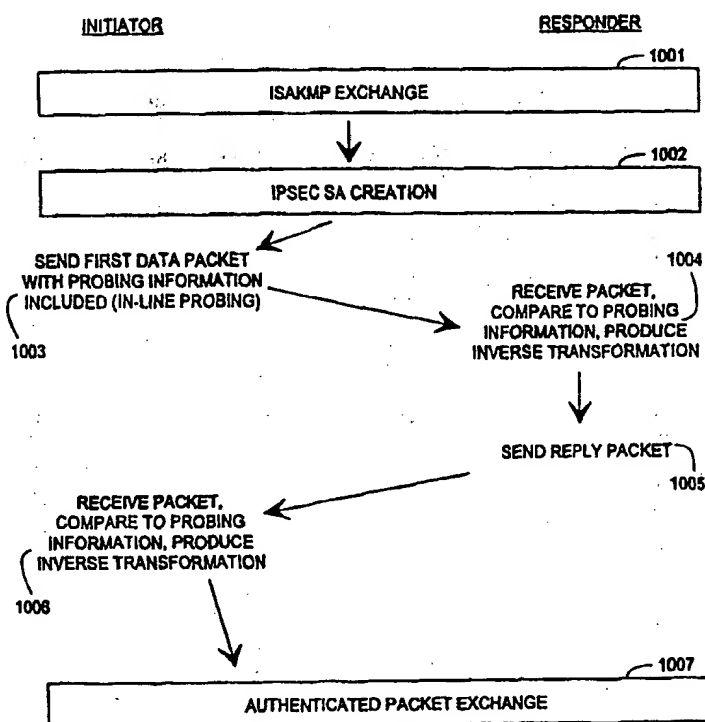 INITIATOR
RESPONDER
1001
ISAKMP EXCHANGE
1002
IPSEC SA CREATION
SEND FIRST DATA PACKET
WITH PROBING INFORMATION
INCLUDED (IN-LINE PROBING)
1003
1004
RECEIVE PACKET,
COMPARE TO PROBING
INFORMATION, PRODUCE
INVERSE TRANSFORMATION
SEND REPLY PACKET
1005
RECEIVE PACKET,
COMPARE TO PROBING
INFORMATION, PRODUCE
INVERSE TRANSFORMATION
1006
1007
AUTHENTICATED PACKET EXCHANGE